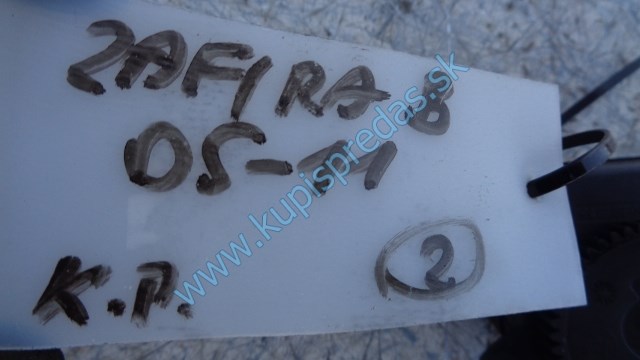 ZAFIRA B
05-11
K.P. 2
www.kupispredas.sk